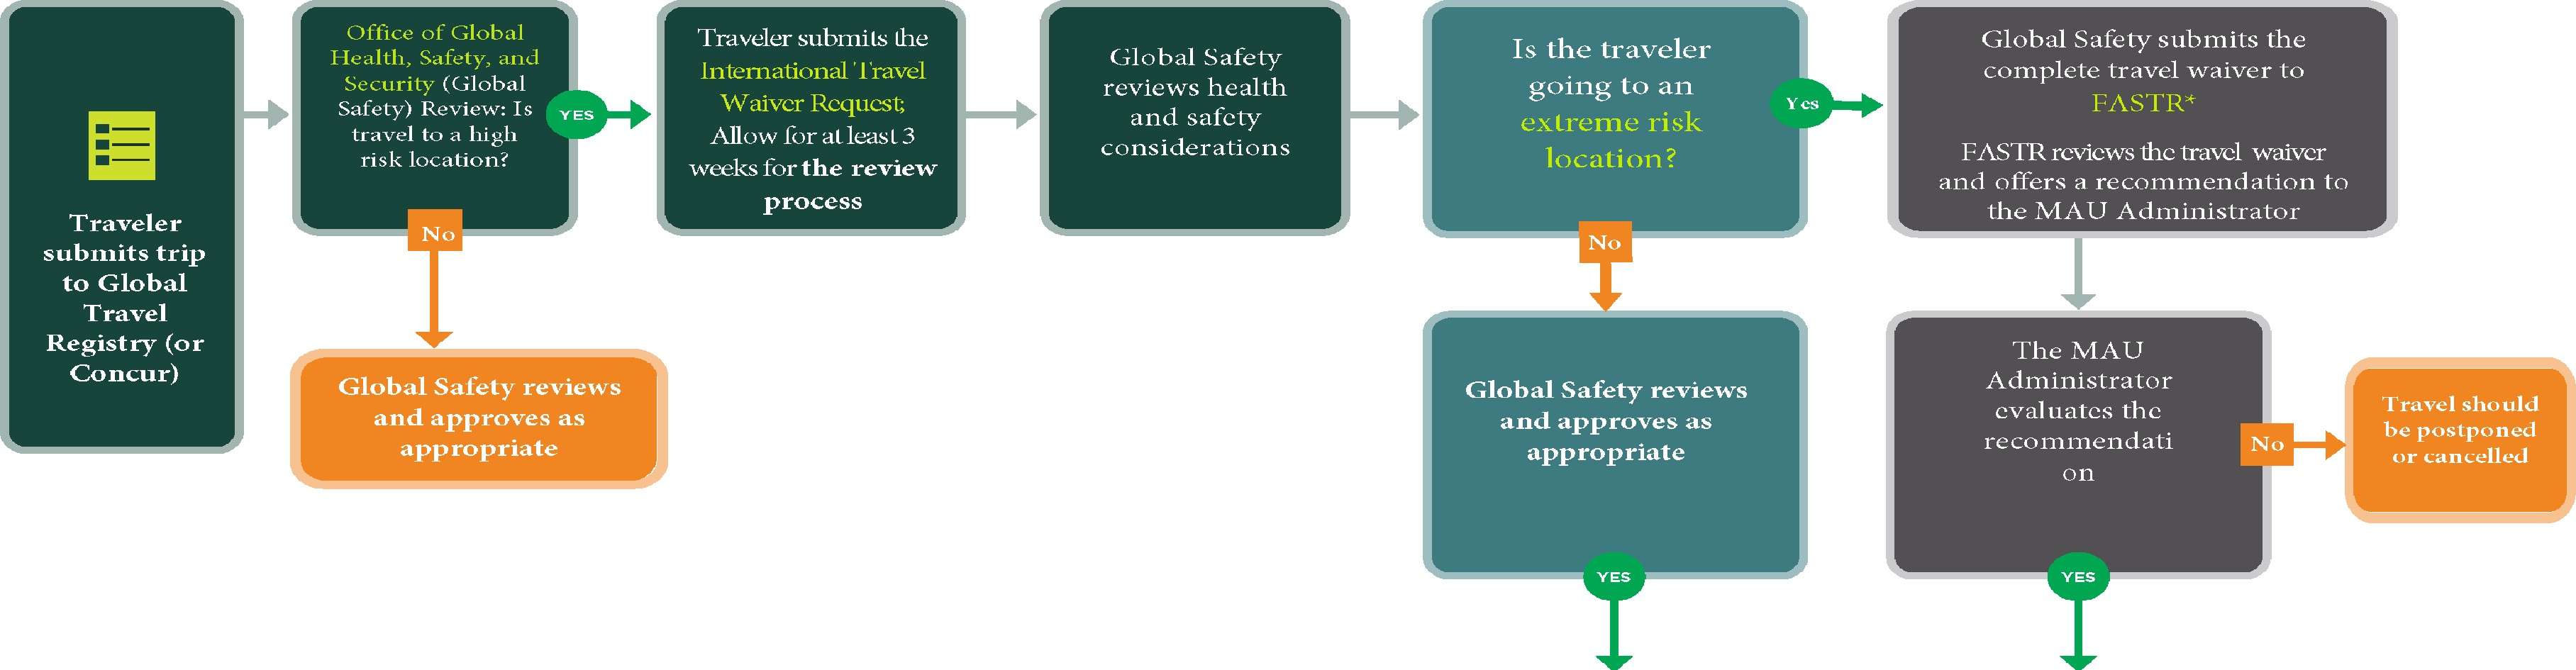 Traveler
submits trip
to Global
Travel
Registry (or
Concur)
Office of Global
Health, Safety, and
Security (Global
Safety) Review: Is
travel to a high
risk location?
YES
No
Global Safety reviews
and approves as
appropriate
Traveler submits the
International Travel
Waiver Request;
Allow for at least 3
weeks for the review
process
Global Safety
reviews health
and safety
considerations
Is the traveler
going to an
extreme risk
location?
Yes
No
Global Safety reviews
and approves as
appropriate
YES
Global Safety submits the
complete travel waiver to
FASTR*
FASTR reviews the travel waiver
and offers a recommendation to
the MAU Administrator
The MAU
Administrator
evaluates the
recommendati
on
No
YES
Travel should
be postponed
or cancelled